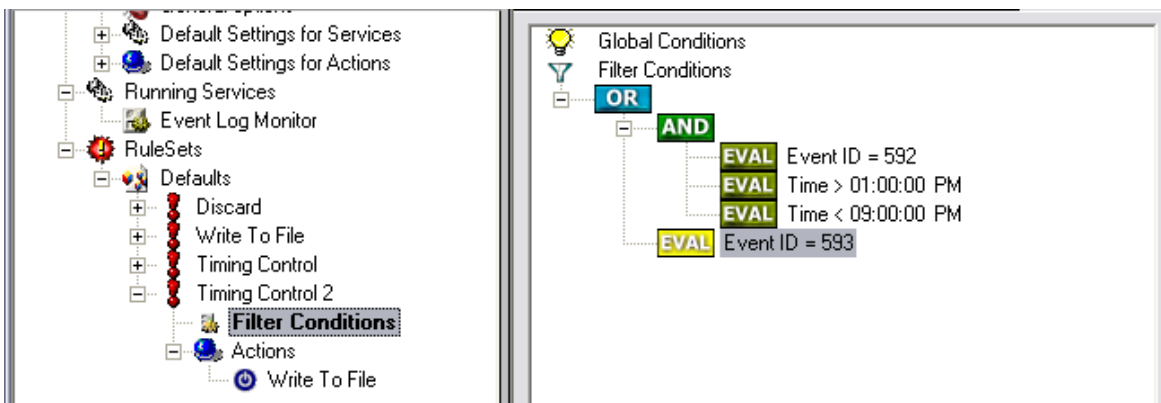 General options
Default Settings for Services
Default Settings for Actions
Running Services
Event Log Monitor
RuleSets
Defaults
Discard
Write To File
Timing Control
Timing Control 2
Filter Conditions
Actions
Write To File
Global Conditions
Filter Conditions
OR
AND
EVAL Event ID = 592
EVAL Time > 01:00:00 PM
EVAL Time < 09:00:00 PM
EVAL Event ID = 593